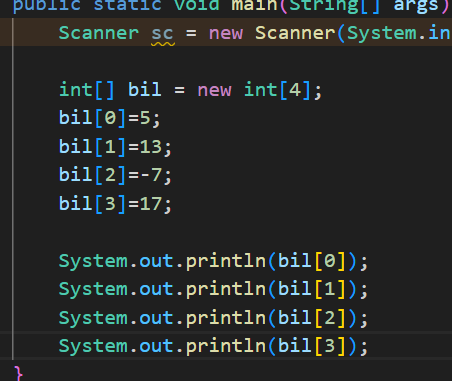 public static void main(String[] args)
Scanner sc = new Scanner(System.in
int[] bil = new int[4];
bil[0]=5;
bil[1]=13;
bil[2]=-7;
bil[3]=17;
System.out.println(bil[0]);
System.out.println(bil[1]);
System.out.println(bil[2]);
System.out.println(bil[3]);
}